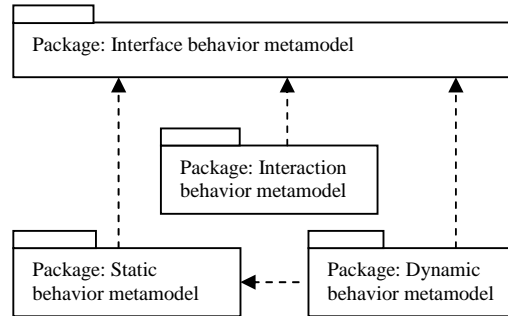 Package: Interface behavior metamodel
Package: Interaction
behavior metamodel
Package: Static
behavior metamodel
Package: Dynamic
behavior metamodel